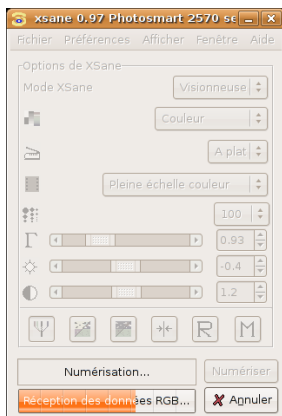 xsane 0.97 Photosmart 2570 se
Fichier Préférences Afficher Fenêtre Aide
Options de XSane
Mode XSane Visionneuse
Couleur
A plat
Pleine échelle couleur
100
0.93
-0.4
1.2
R M
Numérisation... Numériser
Réception des données RGB... Annuler